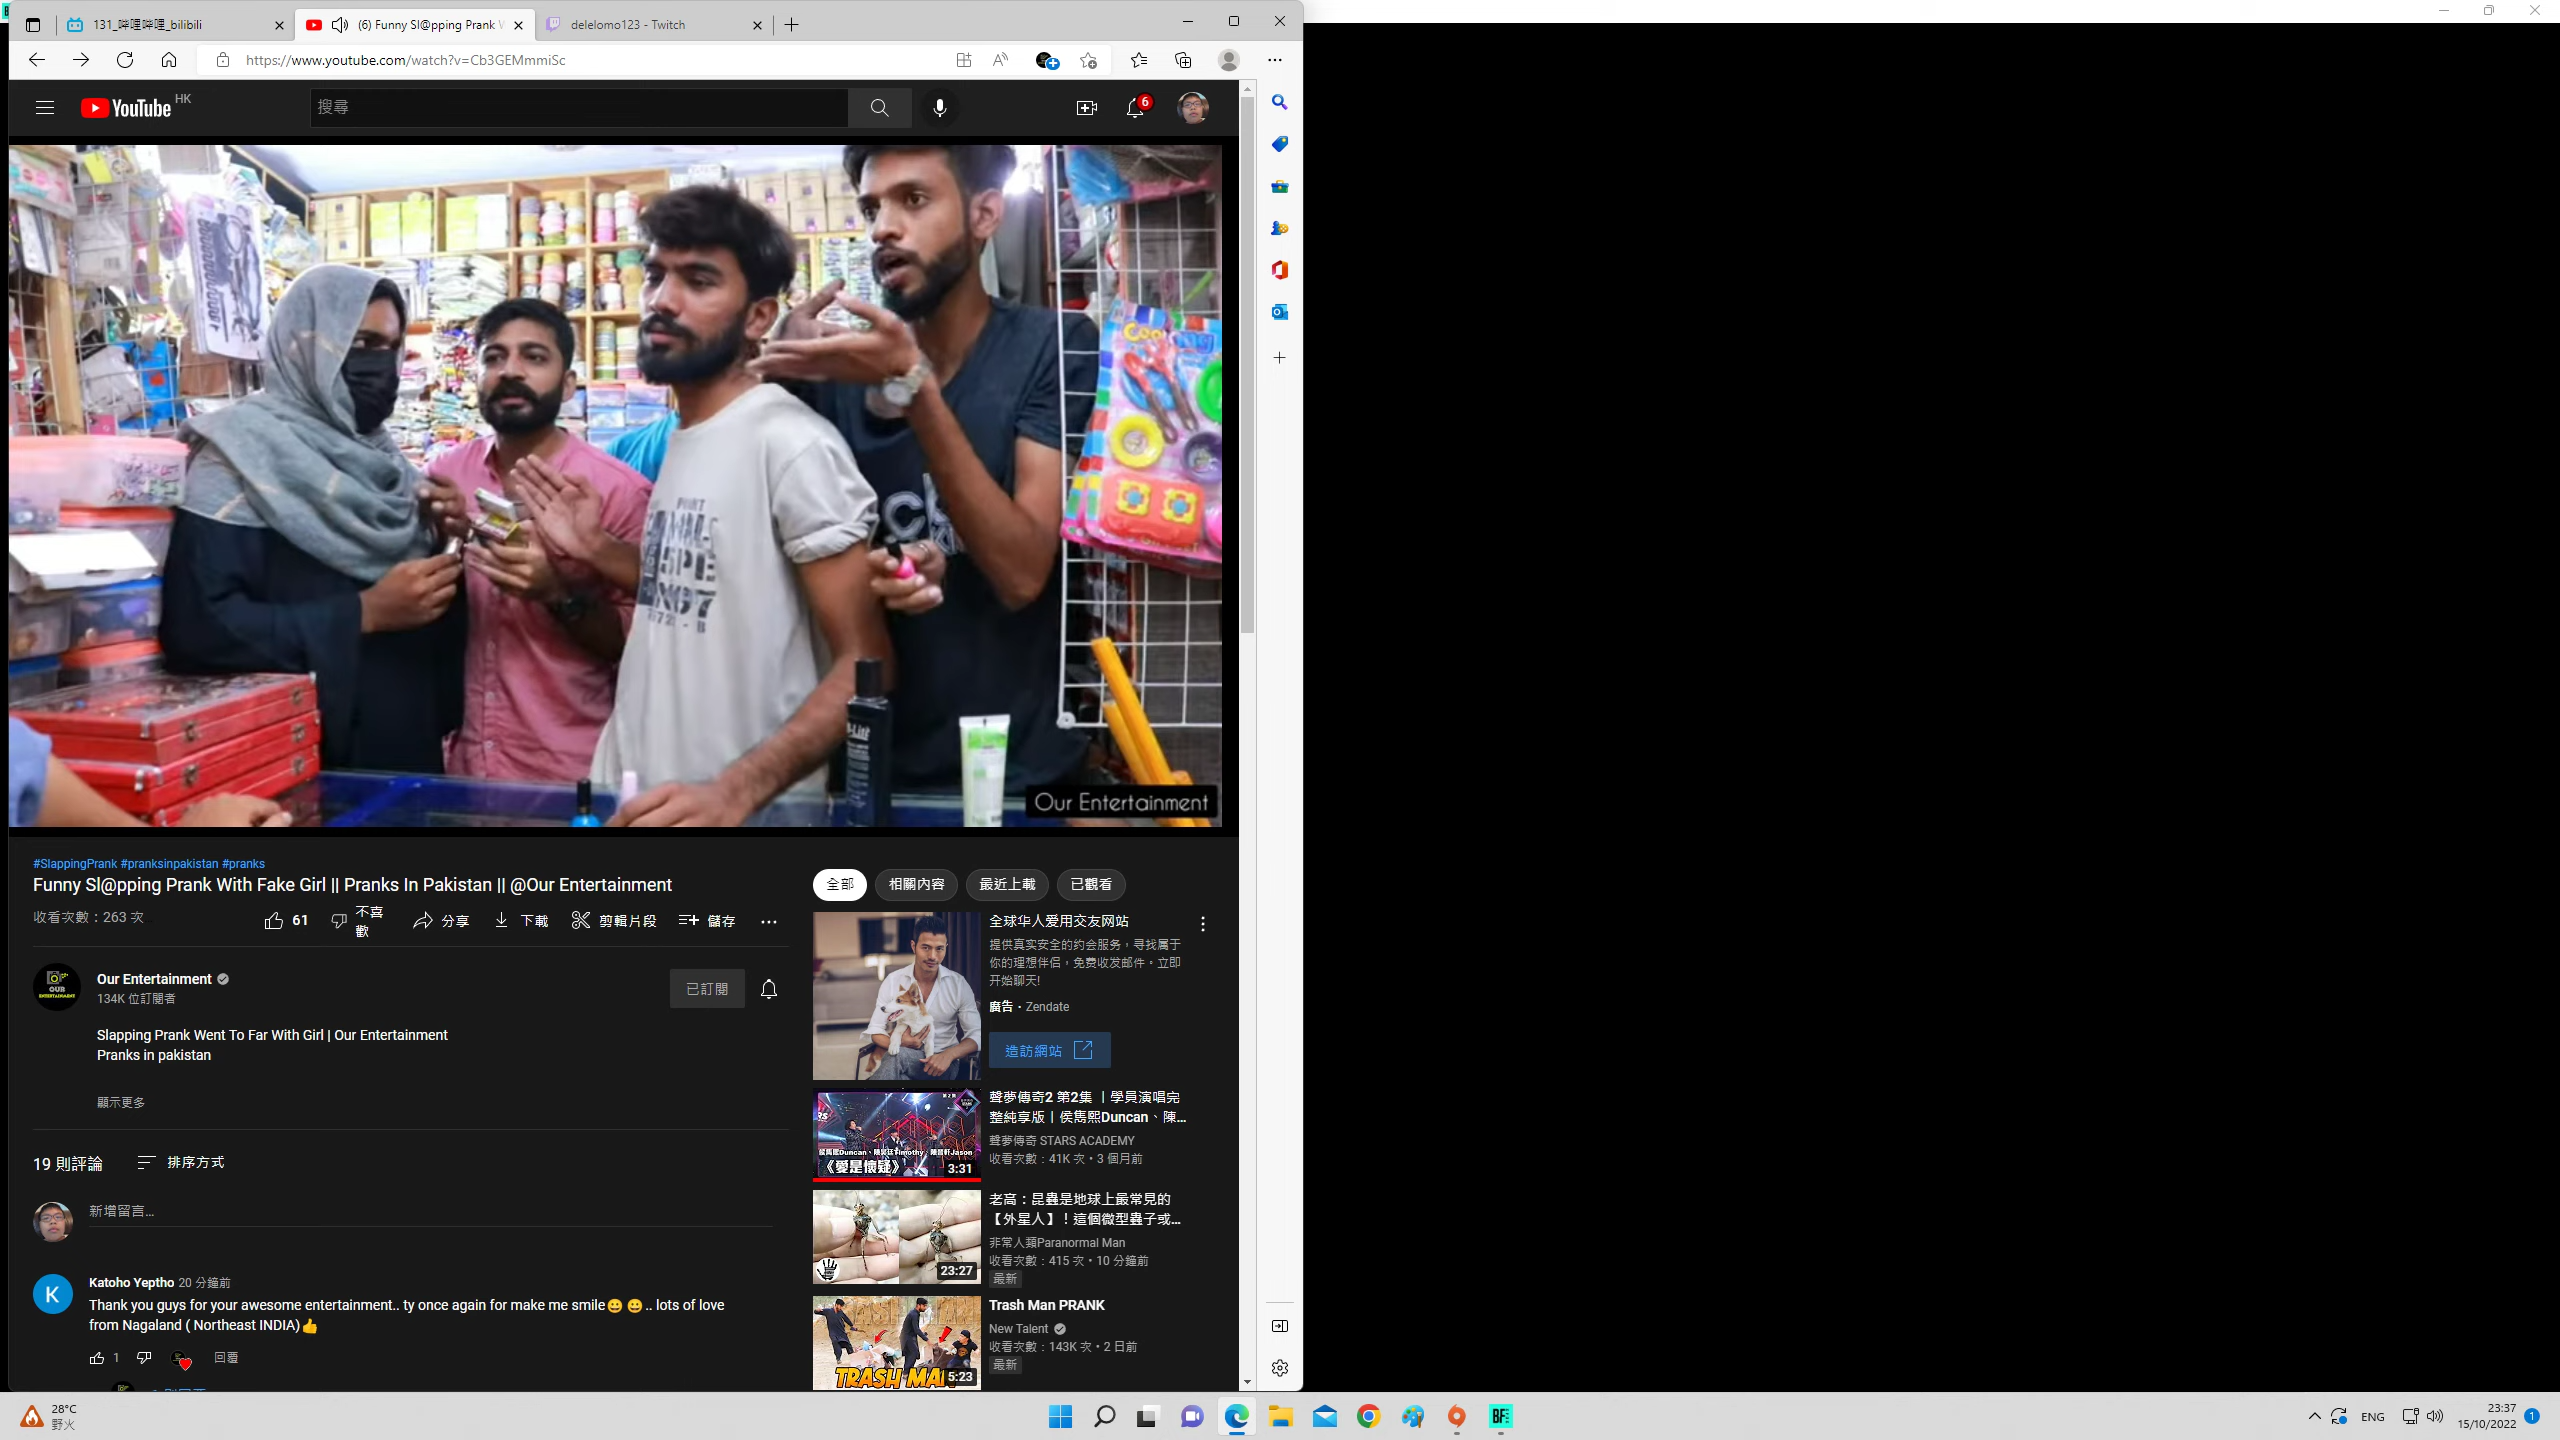 131_哔哩哔哩_bilibili
(6) Funny Sl@pping Prank W
delelomo123 - Twitch
https://www.youtube.com/watch?v=Cb3GEMmmiSc
YouTube HK
搜尋
6
Our Entertainment
#SlappingPrank #pranksinpakistan #pranks
Funny Sl@pping Prank With Fake Girl || Pranks In Pakistan || @Our Entertainment
收看次數：263 次
61
不喜歡
分享
下載
剪輯片段
儲存
Our Entertainment
134K 位訂閱者
已訂閱
Slapping Prank Went To Far With Girl | Our Entertainment
Pranks in pakistan
顯示更多
19 則評論
排序方式
新增留言...
Katoho Yeptho 20 分鐘前
Thank you guys for your awesome entertainment.. ty once again for make me smile😀 😀.. lots of love
from Nagaland ( Northeast INDIA)👍
1
回覆
全部
相關內容
最近上載
已觀看
全球华人爱用交友网站
提供真实安全的约会服务，寻找属于
你的理想伴侣，免费收发邮件。立即
开始聊天!
廣告・Zendate
造訪網站
聲夢傳奇2 第2集 丨學員演唱完
整純享版丨侯雋熙Duncan、陳...
聲夢傳奇 STARS ACADEMY
收看次數：41K 次・3 個月前
《愛是懷疑》
3:31
老高：昆蟲是地球上最常見的
【外星人】！這個微型蟲子或...
非常人類Paranormal Man
收看次數：415 次・10 分鐘前
最新
23:27
Trash Man PRANK
New Talent
收看次數：143K 次・2 日前
最新
TRASH MAN
5:23
28°C
野火
BF
ENG
23:37
15/10/2022
1